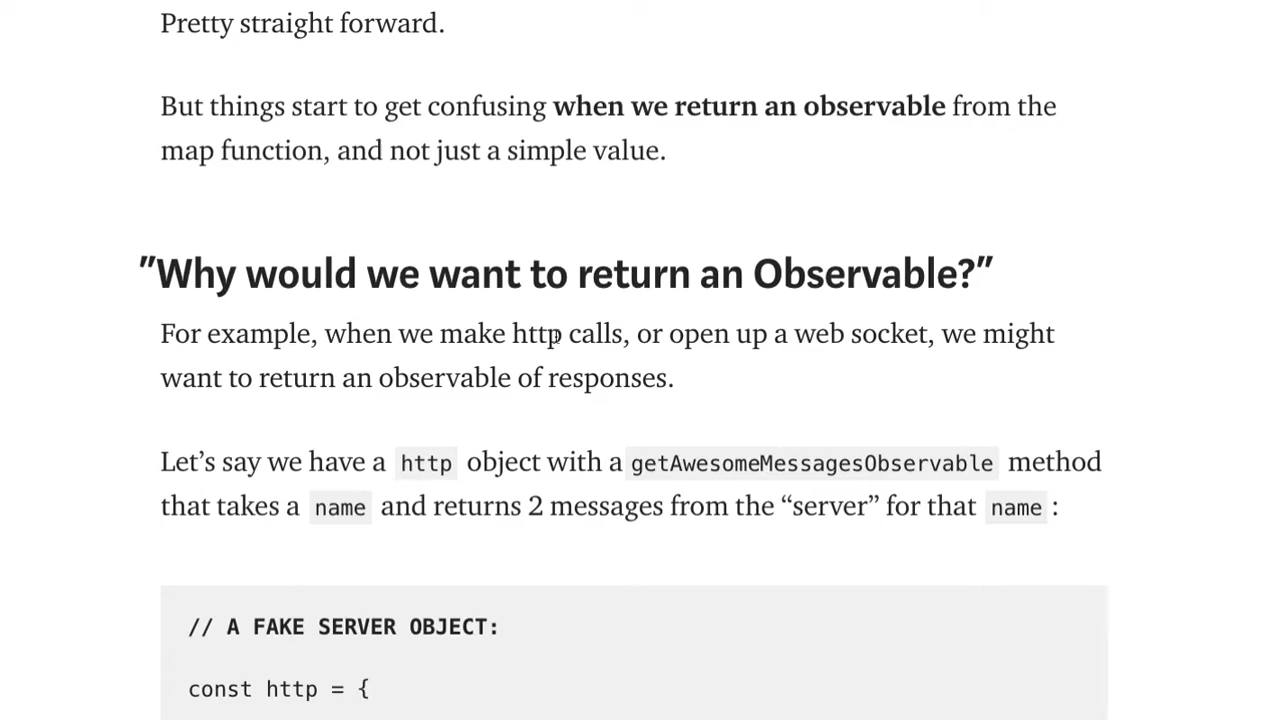 Pretty straight forward.
But things start to get confusing when we return an observable from the
map function, and not just a simple value.
"Why would we want to return an Observable?"
For example, when we make http calls, or open up a web socket, we might
want to return an observable of responses.
Let’s say we have a http object with a getAwesomeMessagesObservable method
that takes a name and returns 2 messages from the “server” for that name :
// A FAKE SERVER OBJECT:
const http = {